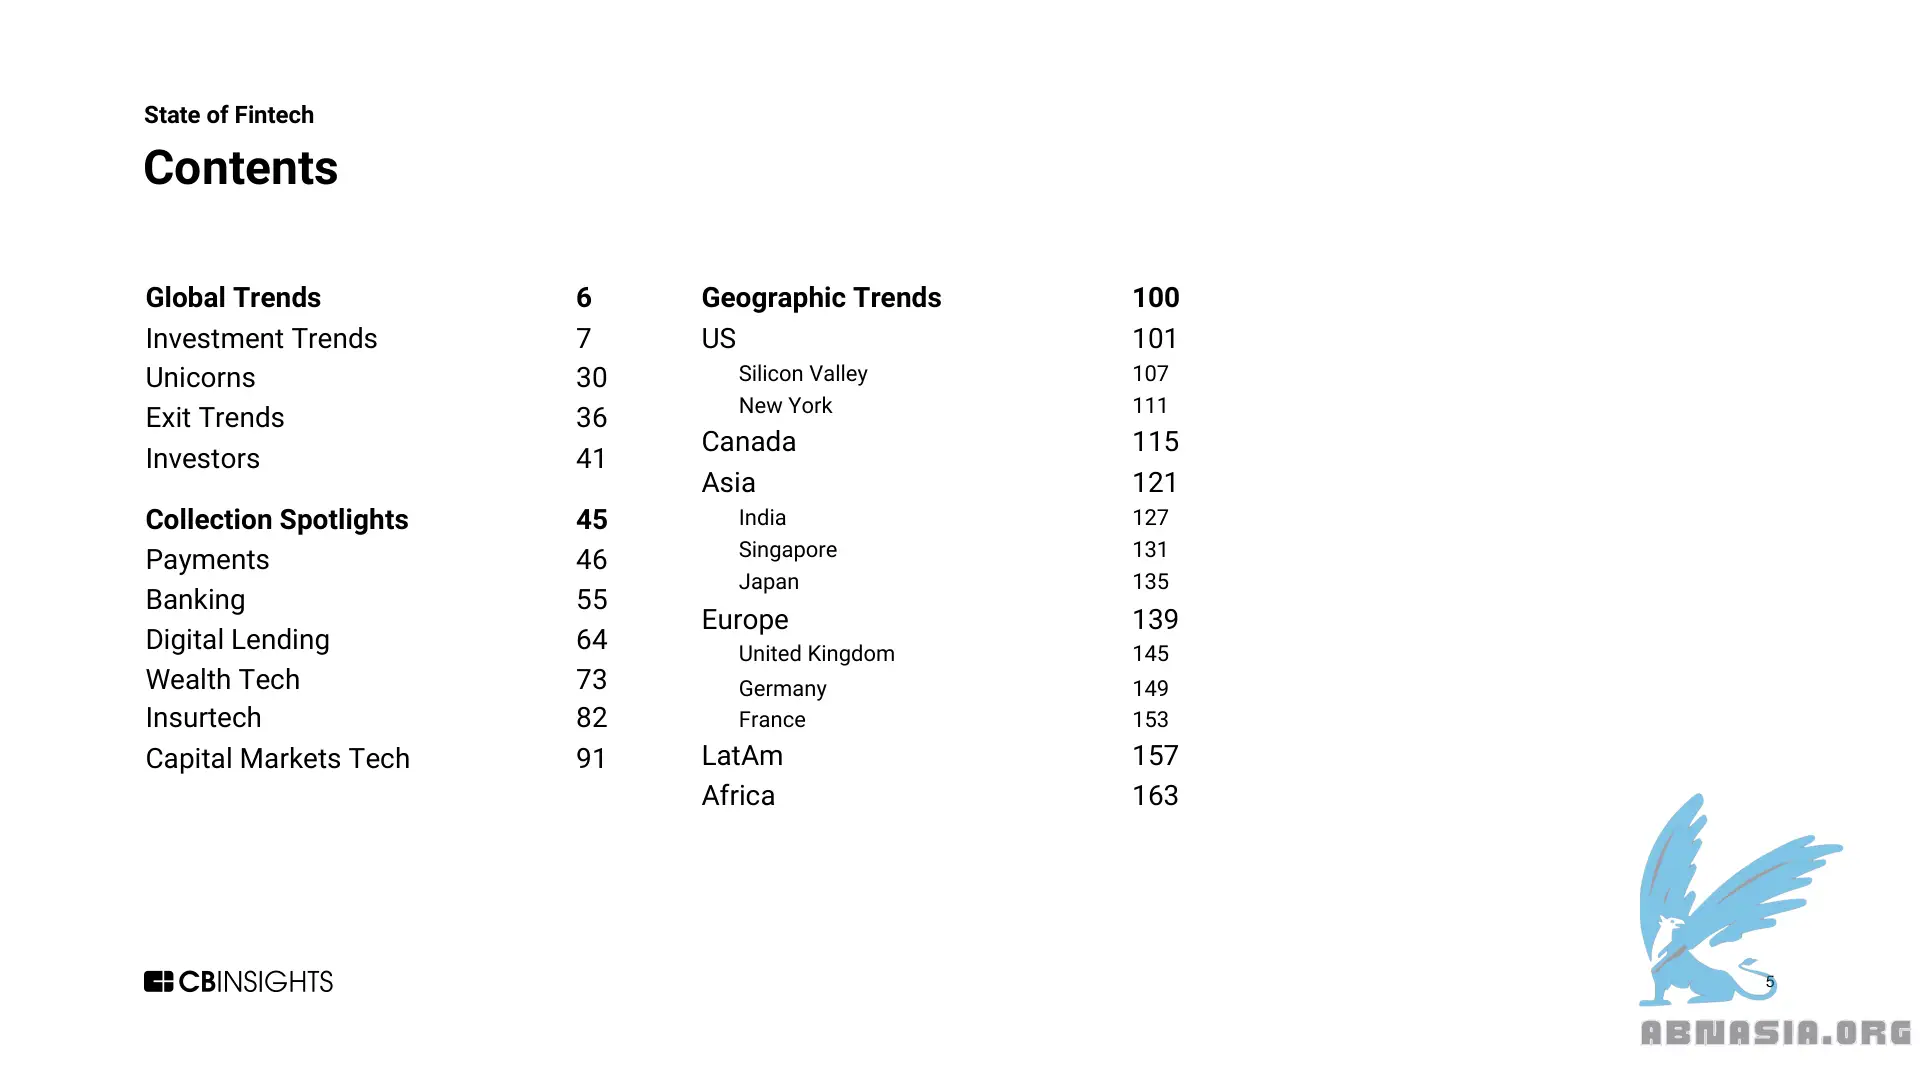 State of Fintech
Contents
Global Trends 6
Investment Trends 7
Unicorns 30
Exit Trends 36
Investors 41
Collection Spotlights 45
Payments 46
Banking 55
Digital Lending 64
Wealth Tech 73
Insurtech 82
Capital Markets Tech 91
Geographic Trends 100
US 101
Silicon Valley 107
New York 111
Canada 115
Asia 121
India 127
Singapore 131
Japan 135
Europe 139
United Kingdom 145
Germany 149
France 153
LatAm 157
Africa 163
CBINSIGHTS
5
ABNASIA.ORG